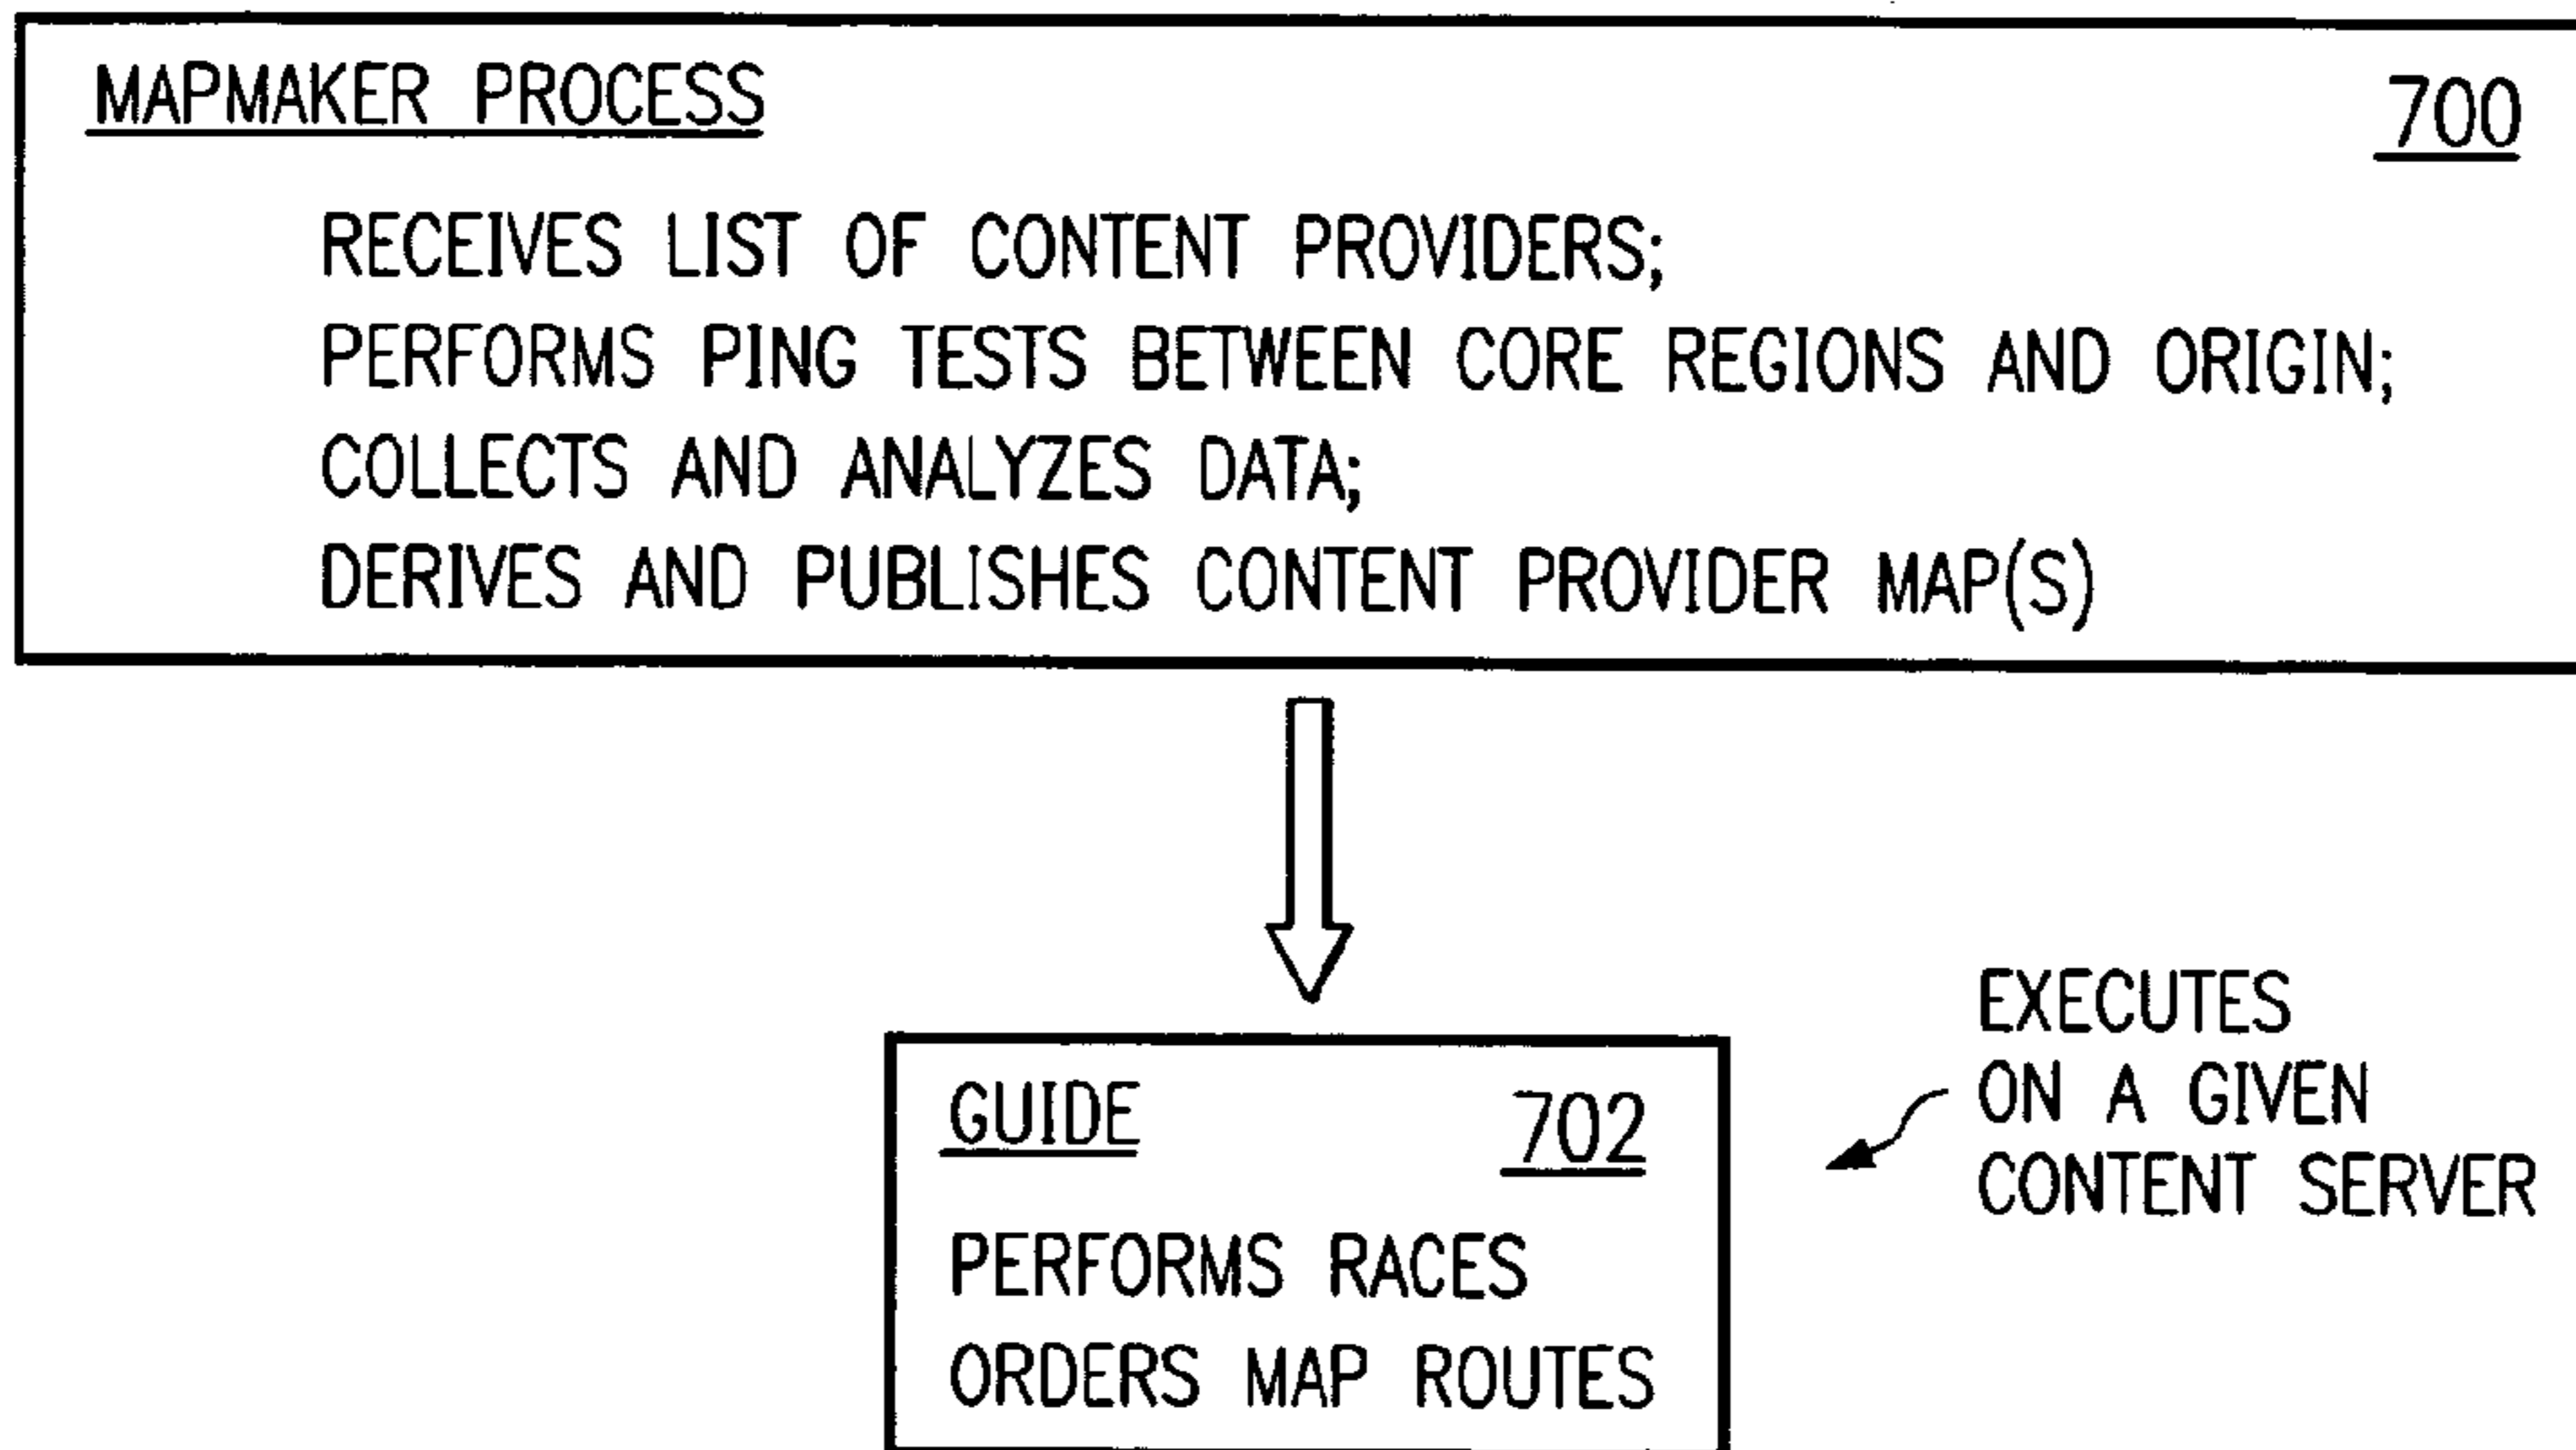 MAPMAKER PROCESS 700
RECEIVES LIST OF CONTENT PROVIDERS;
PERFORMS PING TESTS BETWEEN CORE REGIONS AND ORIGIN;
COLLECTS AND ANALYZES DATA;
DERIVES AND PUBLISHES CONTENT PROVIDER MAP(S)
GUIDE 702
PERFORMS RACES
ORDERS MAP ROUTES
EXECUTES
ON A GIVEN
CONTENT SERVER